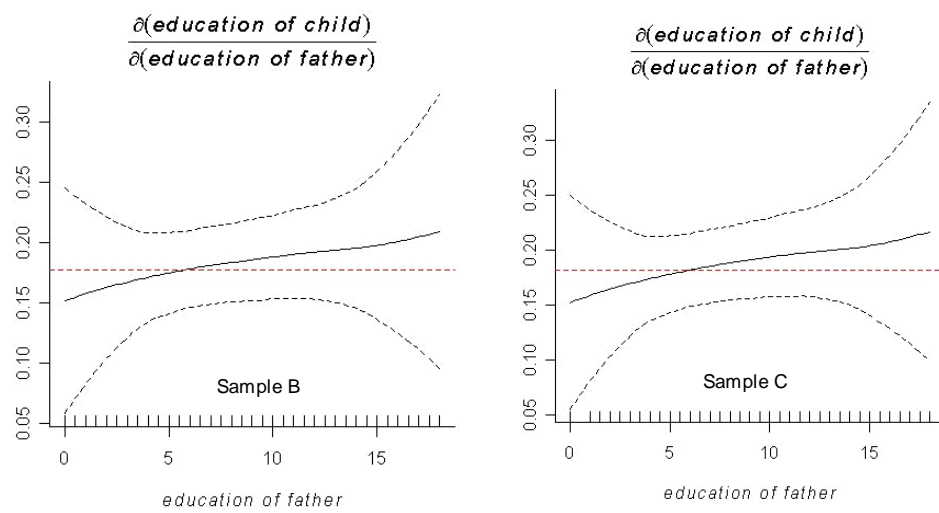 ∂(education of child)
∂(education of father)
0.30
0.25
0.20
0.15
0.10
0.05
Sample B
0 5 10 15
education of father
∂(education of child)
∂(education of father)
0.30
0.25
0.20
0.15
0.10
0.05
Sample C
0 5 10 15
education of father